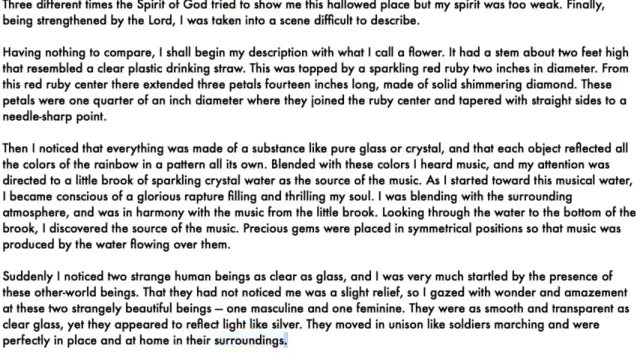 Three different times the Spirit of God tried to show me this hallowed place but my spirit was too weak. Finally,
being strengthened by the Lord, I was taken into a scene difficult to describe.
Having nothing to compare, I shall begin my description with what I call a flower. It had a stem about two feet high
that resembled a clear plastic drinking straw. This was topped by a sparkling red ruby two inches in diameter. From
this red ruby center there extended three petals fourteen inches long, made of solid shimmering diamond. These
petals were one quarter of an inch diameter where they joined the ruby center and tapered with straight sides to a
needle-sharp point.
Then I noticed that everything was made of a substance like pure glass or crystal, and that each object reflected all
the colors of the rainbow in a pattern all its own. Blended with these colors I heard music, and my attention was
directed to a little brook of sparkling crystal water as the source of the music. As I started toward this musical water,
I became conscious of a glorious rapture filling and thrilling my soul. I was blending with the surrounding
atmosphere, and was in harmony with the music from the little brook. Looking through the water to the bottom of the
brook, I discovered the source of the music. Precious gems were placed in symmetrical positions so that music was
produced by the water flowing over them.
Suddenly I noticed two strange human beings as clear as glass, and I was very much startled by the presence of
these other-world beings. That they had not noticed me was a slight relief, so I gazed with wonder and amazement
at these two strangely beautiful beings – one masculine and one feminine. They were as smooth and transparent as
clear glass, yet they appeared to reflect light like silver. They moved in unison like soldiers marching and were
perfectly in place and at home in their surroundings.